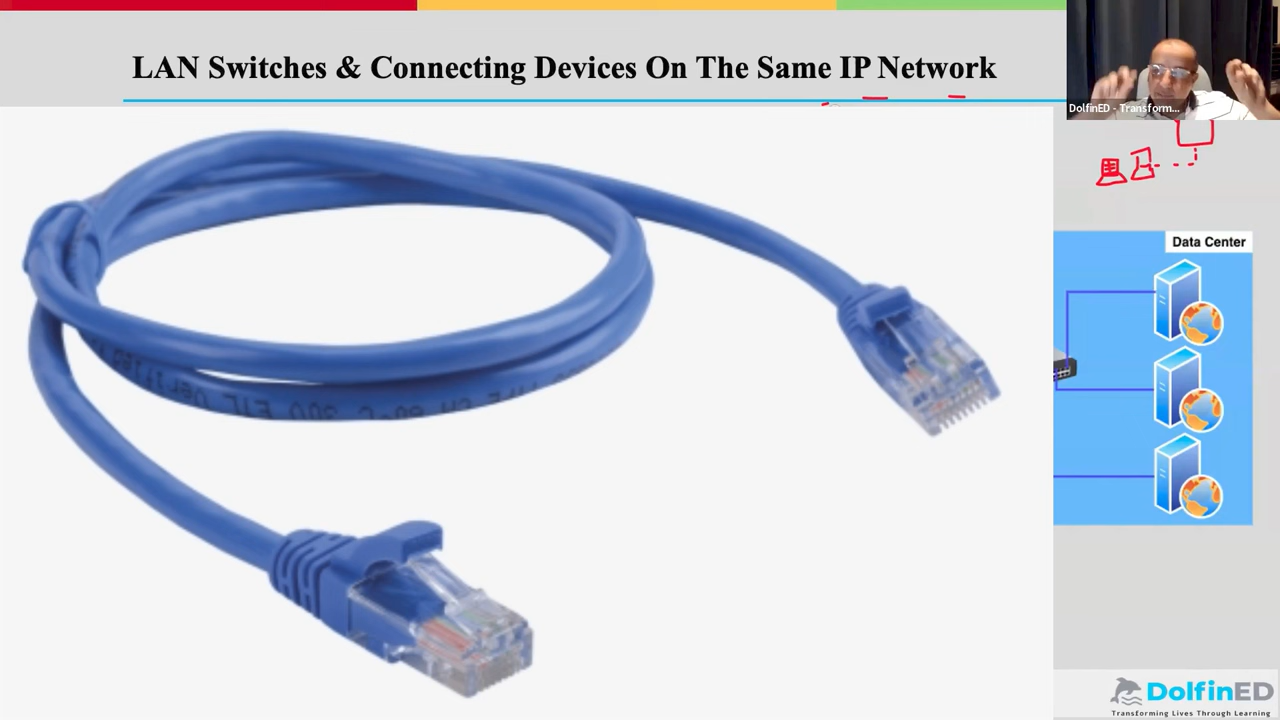 LAN Switches & Connecting Devices On The Same IP Network
DolfinED - Transform...
Data Center
DolfinED
Transforming Lives Through Learning